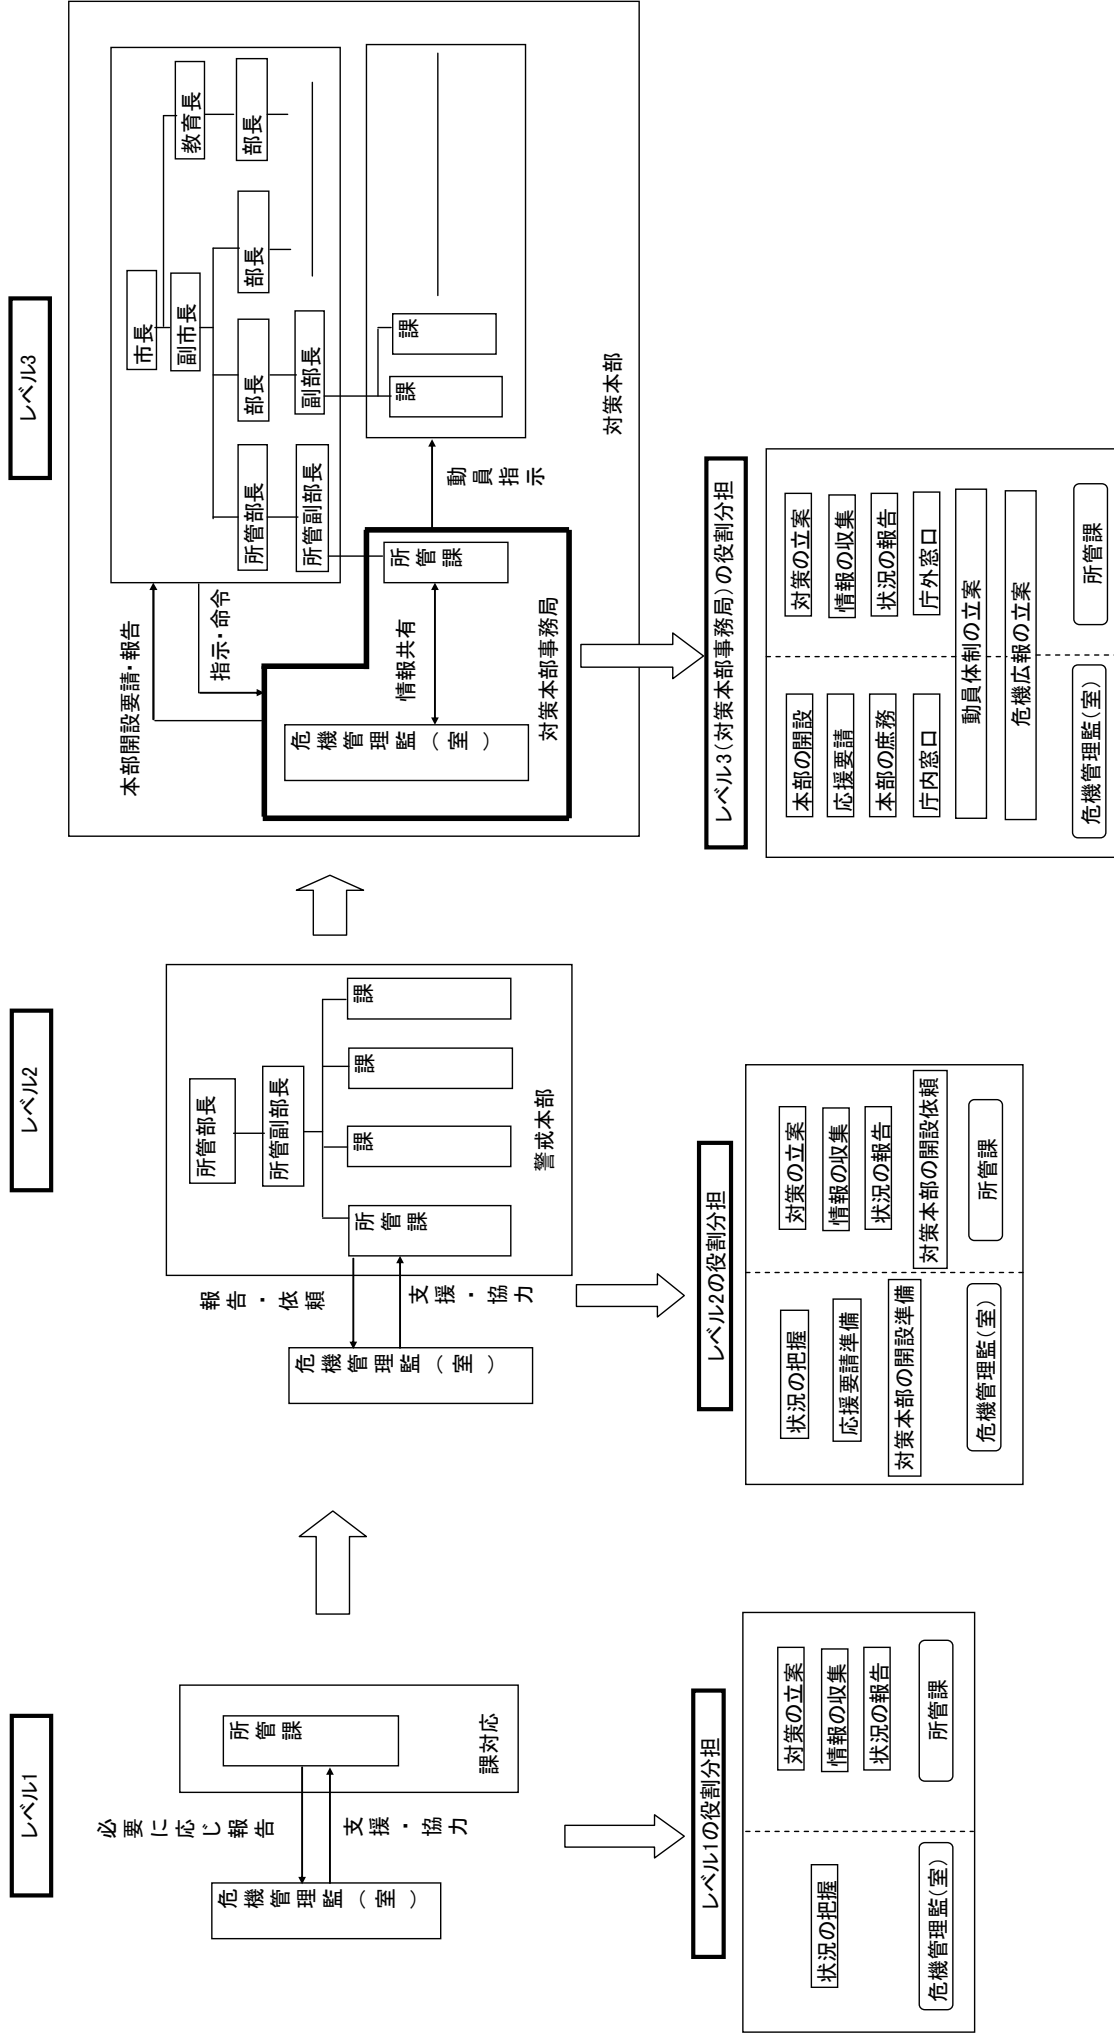 レベル1
必要に応じ報告
支援・協力
危機管理監（室）
所管課
課対応
レベル1の役割分担
状況の把握
危機管理監(室)
対策の立案
情報の収集
状況の報告
所管課
レベル2
所管部長
所管副部長
所管課
課
課
課
警戒本部
報告・依頼
支援・協力
危機管理監（室）
レベル2の役割分担
状況の把握
応援要請準備
対策本部の開設準備
危機管理監(室)
対策の立案
情報の収集
状況の報告
対策本部の開設依頼
所管課
レベル3
市長
副市長
教育長
所管部長
部長
部長
部長
所管副部長
副部長
課
課
本部開設要請・報告
指示・命令
動員指示
危機管理監（室）
情報共有
所管課
対策本部事務局
対策本部
レベル3(対策本部事務局)の役割分担
本部の開設
応援要請
本部の庶務
庁内窓口
対策の立案
情報の収集
状況の報告
庁外窓口
動員体制の立案
危機広報の立案
危機管理監(室)
所管課